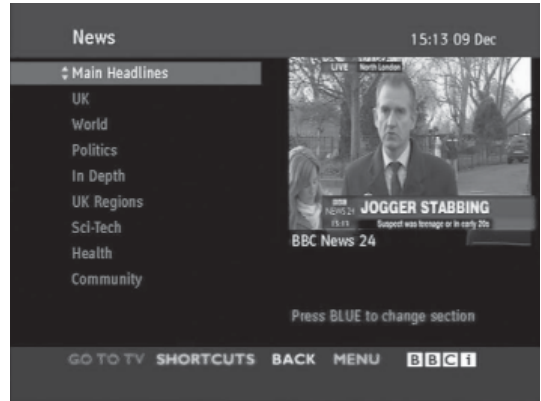 News
15:13 09 Dec
Main Headlines
UK
World
Politics
In Depth
UK Regions
Sci-Tech
Health
Community
LIVE North London
BBC
NEWS 24
15:13
JOGGER STABBING
Suspect was teenage or in early 20s
BBC News 24
Press BLUE to change section
GO TO TV SHORTCUTS BACK MENU BBCi